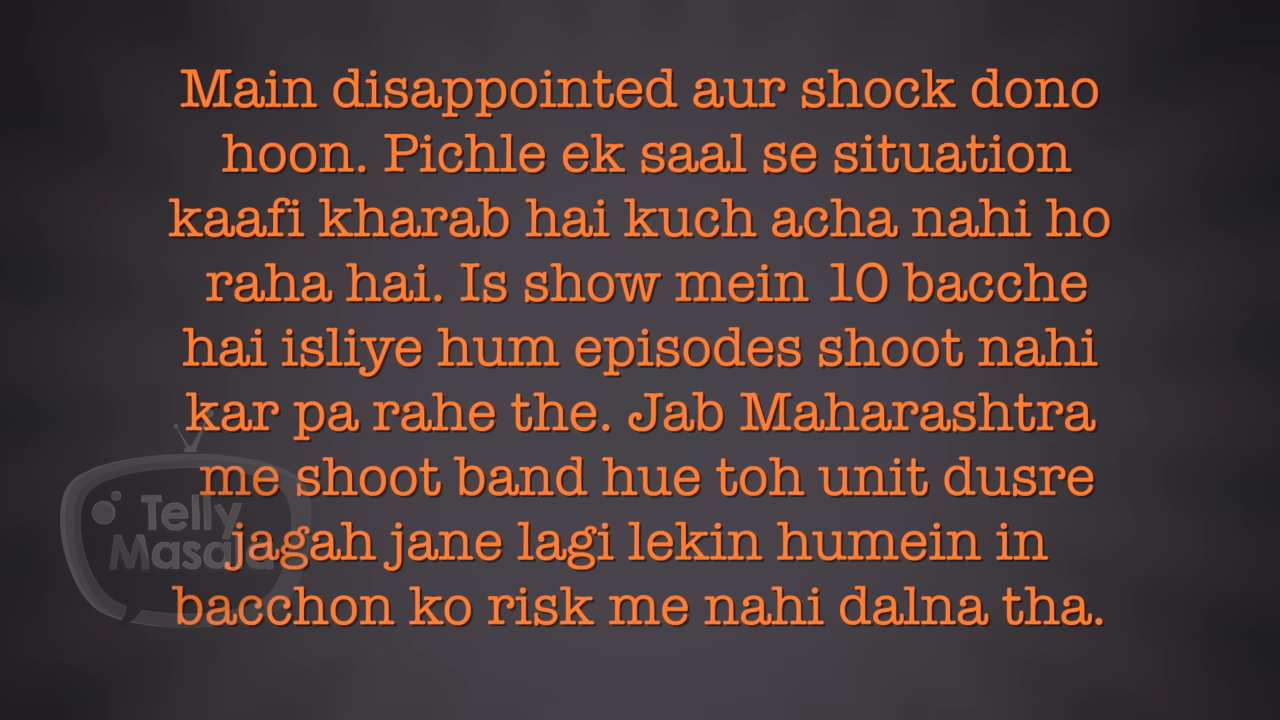 Main disappointed aur shock dono
hoon. Pichle ek saal se situation
kaafi kharab hai kuch acha nahi ho
raha hai. Is show mein 10 bacche
hai isliye hum episodes shoot nahi
kar pa rahe the. Jab Maharashtra
me shoot band hue toh unit dusre
jagah jane lagi lekin humein in
bacchon ko risk me nahi dalna tha.
Telly
Masala